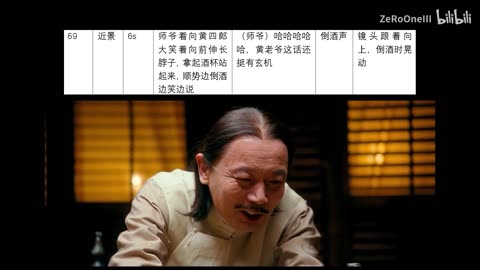 ZeRoOneIII bilibili
69 近景 6s 师爷看向黄四郎 （师爷）哈哈哈哈 倒酒声 镜头跟着向
大笑着向前伸长 哈，黄老爷这话还 上，倒酒时晃
脖子，拿起酒杯站 挺有玄机 动
起来，顺势边倒酒
边笑边说